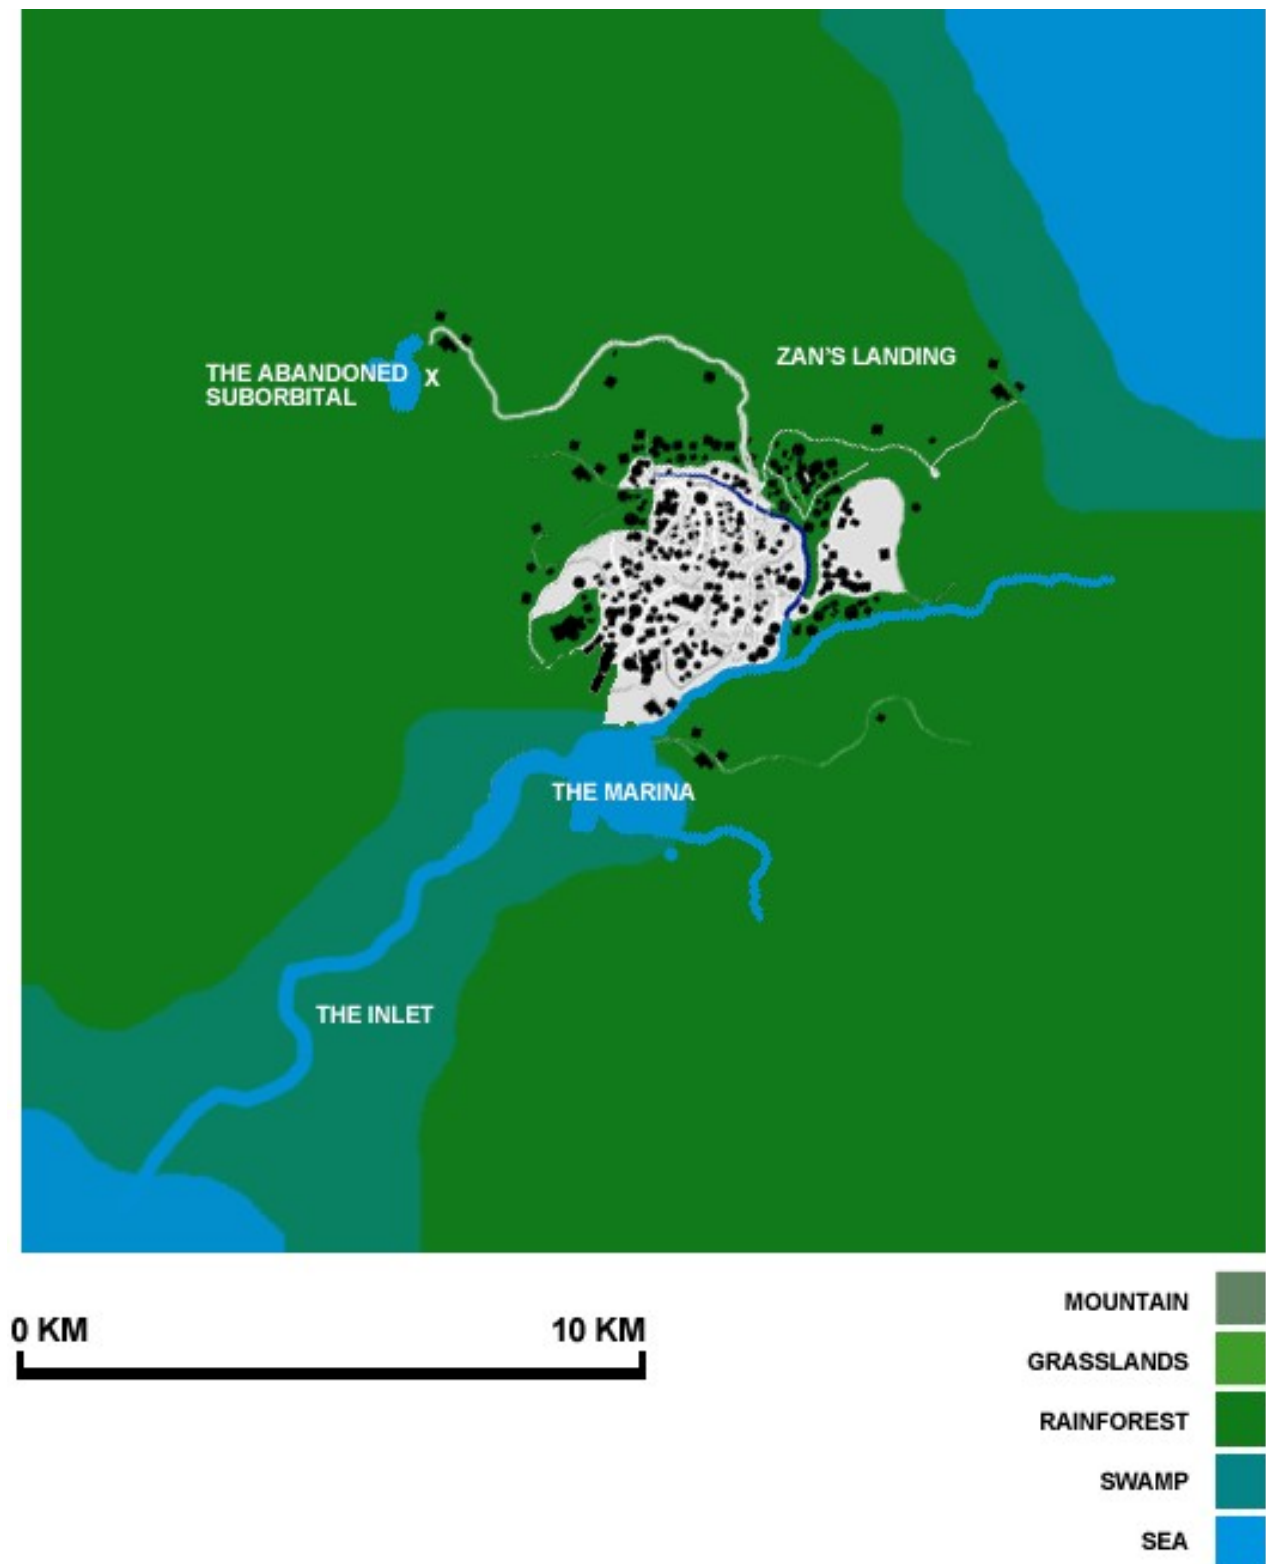 ZAN'S LANDING
THE ABANDONED X
SUBORBITAL
THE MARINA
THE INLET
0 KM 10 KM
MOUNTAIN
GRASSLANDS
RAINFOREST
SWAMP
SEA